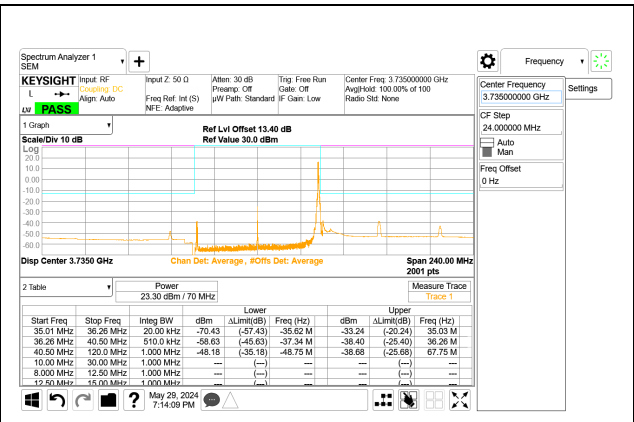 Spectrum Analyzer 1
SEM
Frequency
KEYSIGHT Input: RF Input Z: 50 Ω Atten: 30 dB Trig: Free Run Center Freq: 3.735000000 GHz
L Coupling: DC Preamp: Off Gate: Off Avg|Hold: 100.00% of 100
Align: Auto Freq Ref: Int (S) µW Path: Standard IF Gain: Low Radio Std: None
LXI PASS NFE: Adaptive
Center Frequency
3.735000000 GHz
Settings
CF Step
24.000000 MHz
Auto
Man
Freq Offset
0 Hz
1 Graph
Ref Lvl Offset 13.40 dB
Scale/Div 10 dB Ref Value 30.0 dBm
Log
20.0
10.0
0.00
-10.0
-20.0
-30.0
-40.0
-50.0
-60.0
Disp Center 3.7350 GHz Chan Det: Average, #Offs Det: Average Span 240.00 MHz
2001 pts
2 Table Power Measure Trace
23.30 dBm / 70 MHz Trace 1
Lower Upper
Start Freq Stop Freq Integ BW dBm ΔLimit(dB) Freq (Hz) dBm ΔLimit(dB) Freq (Hz)
35.01 MHz 36.26 MHz 20.00 kHz -70.43 (-57.43) -35.62 M -33.24 (-20.24) 35.03 M
36.26 MHz 40.50 MHz 510.0 kHz -58.63 (-45.63) -37.34 M -38.40 (-25.40) 36.26 M
40.50 MHz 120.0 MHz 1.000 MHz -48.18 (-35.18) -48.75 M -38.68 (-25.68) 67.75 M
10.00 MHz 30.00 MHz 1.000 MHz --- (---) --- --- (---) ---
8.000 MHz 12.50 MHz 1.000 MHz --- (---) --- --- (---) ---
12.50 MHz 15.00 MHz 1.000 MHz --- (---) --- --- (---) ---
? May 29, 2024
7:14:09 PM